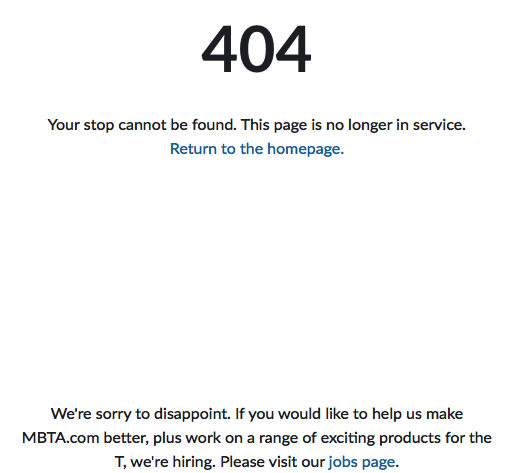 404
Your stop cannot be found. This page is no longer in service.
Return to the homepage.
We're sorry to disappoint. If you would like to help us make
MBTA.com better, plus work on a range of exciting products for the
T, we're hiring. Please visit our jobs page.